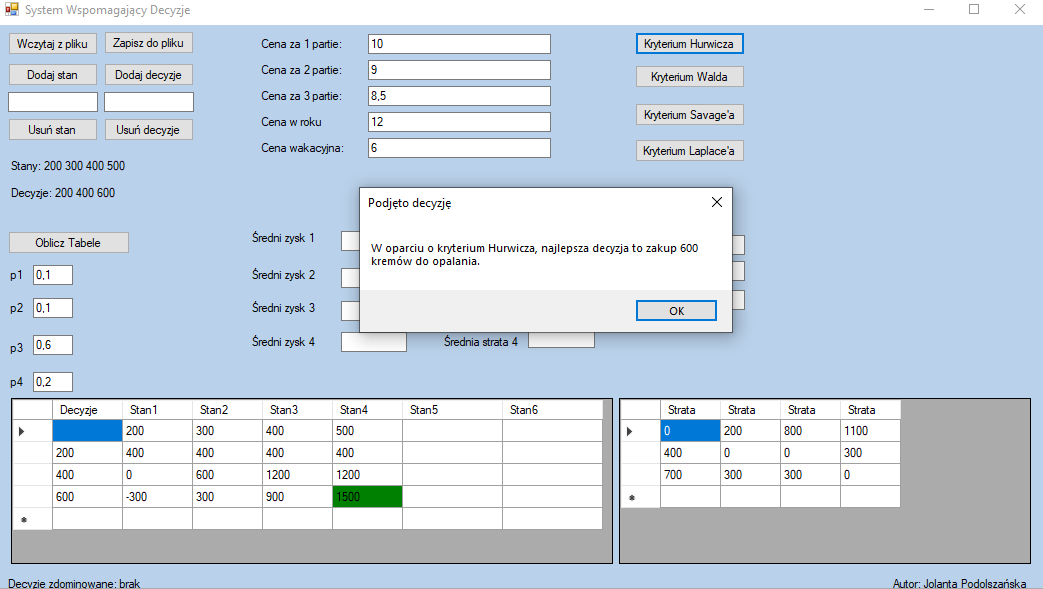 System Wspomagający Decyzje
Wczytaj z pliku Zapisz do pliku
Dodaj stan Dodaj decyzje
Usuń stan Usuń decyzje
Stany: 200 300 400 500
Decyzje: 200 400 600
Oblicz Tabele
p1 0,1
p2 0,1
p3 0,6
p4 0,2
Cena za 1 partie: 10
Cena za 2 partie: 9
Cena za 3 partie: 8,5
Cena w roku 12
Cena wakacyjna: 6
Kryterium Hurwicza
Kryterium Walda
Kryterium Savage'a
Kryterium Laplace'a
Średni zysk 1
Średni zysk 2
Średni zysk 3
Średni zysk 4 Średnia strata 4
Podjęto decyzję
W oparciu o kryterium Hurwicza, najlepsza decyzja to zakup 600
kremów do opalania.
OK
Decyzje Stan1 Stan2 Stan3 Stan4 Stan5 Stan6
200 300 400 500
200 400 400 400 400
400 0 600 1200 1200
600 -300 300 900 1500
Strata Strata Strata Strata
0 200 800 1100
400 0 0 300
700 300 300 0
Decyzje zdominowane: brak
Autor: Jolanta Podolszańska